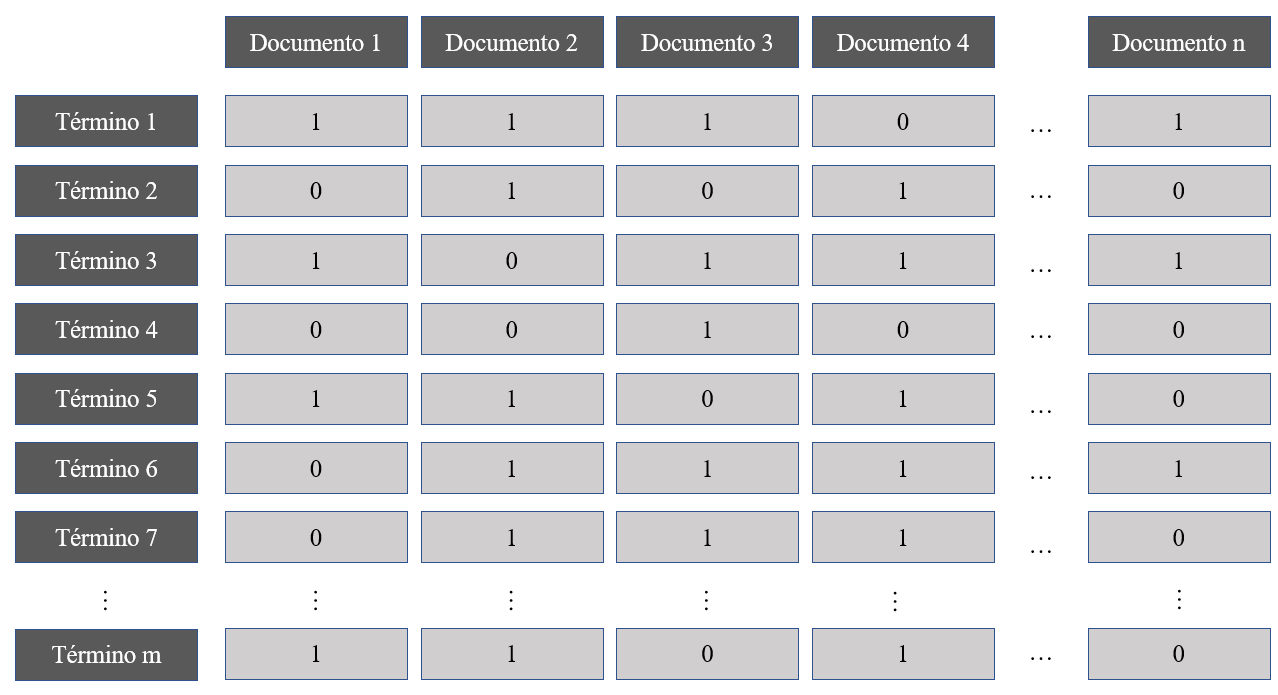 Documento 1 Documento 2 Documento 3 Documento 4 Documento n
Término 1 1 1 1 0 … 1
Término 2 0 1 0 1 … 0
Término 3 1 0 1 1 … 1
Término 4 0 0 1 0 … 0
Término 5 1 1 0 1 … 0
Término 6 0 1 1 1 … 1
Término 7 0 1 1 1 … 0
⋮ ⋮ ⋮ ⋮ ⋮ ⋮
Término m 1 1 0 1 … 0